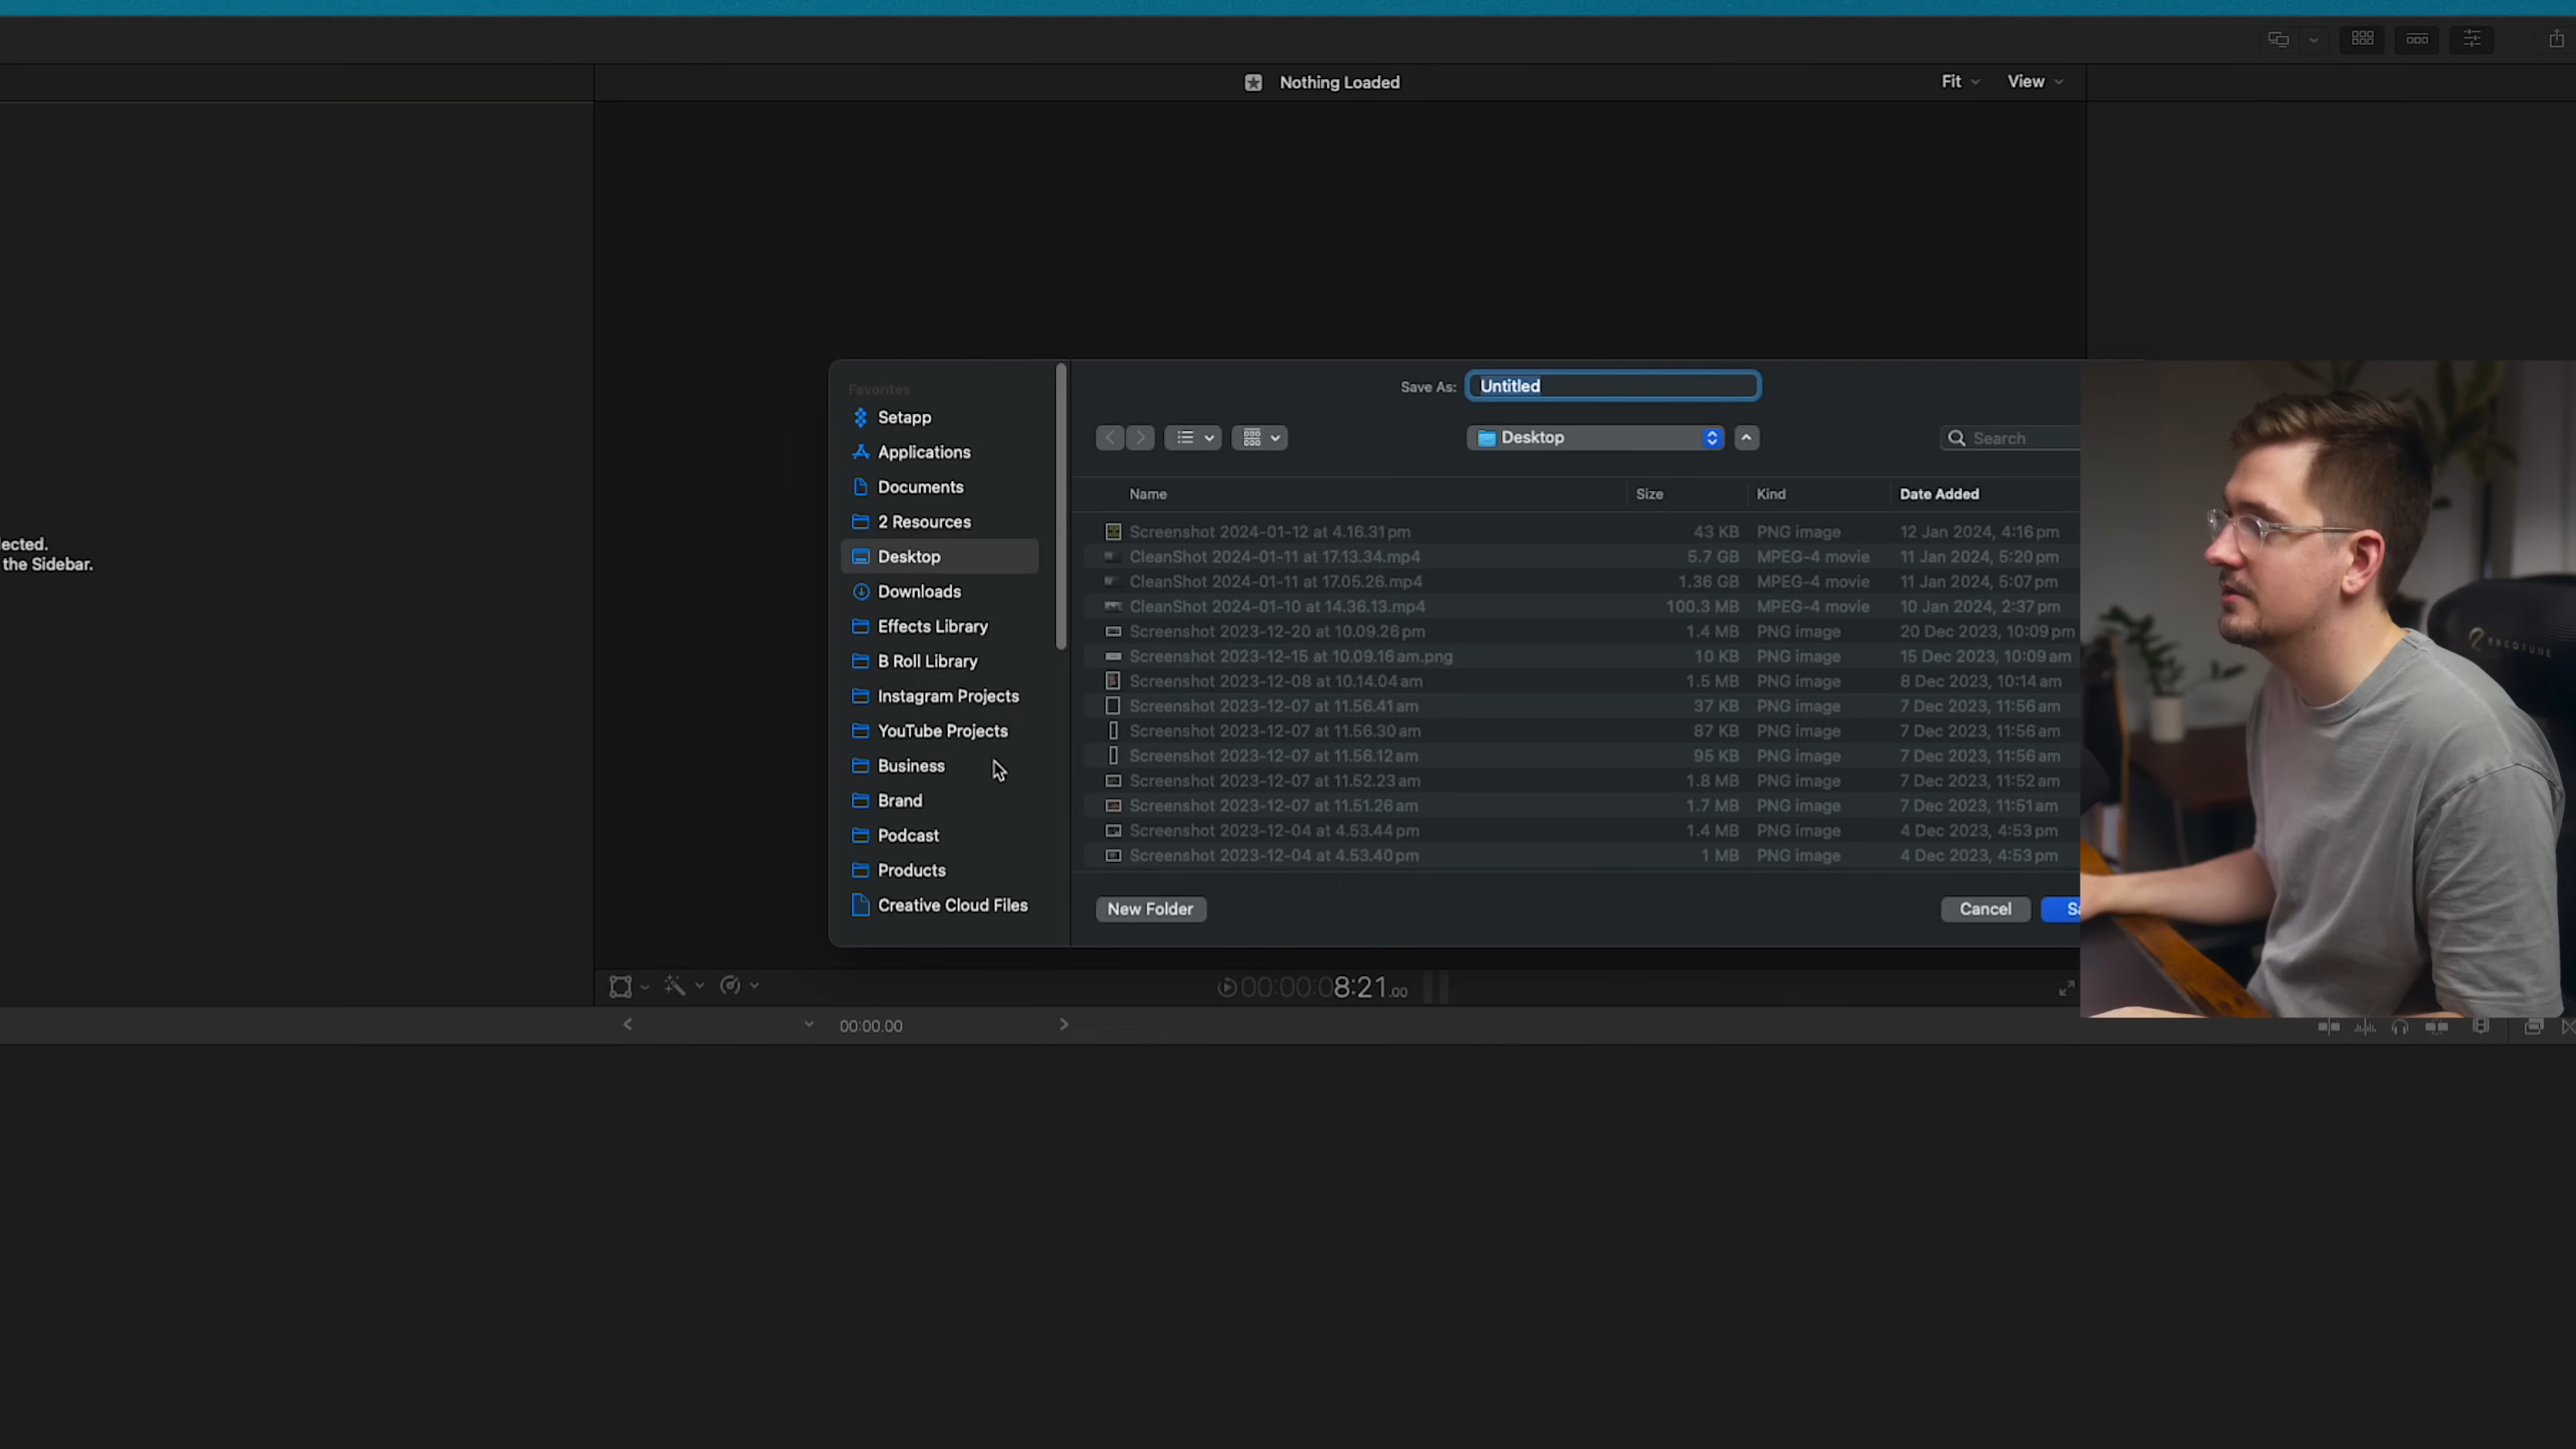 Nothing Loaded
Fit
View
lected.
the Sidebar.
Favorites
Setapp
Applications
Documents
2 Resources
Desktop
Downloads
Effects Library
B Roll Library
Instagram Projects
YouTube Projects
Business
Brand
Podcast
Products
Creative Cloud Files
Save As: Untitled
Desktop
Search
Name Size Kind Date Added
Screenshot 2024-01-12 at 4.16.31 pm 43 KB PNG image 12 Jan 2024, 4:16 pm
CleanShot 2024-01-11 at 17.13.34.mp4 5.7 GB MPEG-4 movie 11 Jan 2024, 5:20 pm
CleanShot 2024-01-11 at 17.05.26.mp4 1.36 GB MPEG-4 movie 11 Jan 2024, 5:07 pm
CleanShot 2024-01-10 at 14.36.13.mp4 100.3 MB MPEG-4 movie 10 Jan 2024, 2:37 pm
Screenshot 2023-12-20 at 10.09.26 pm 1.4 MB PNG image 20 Dec 2023, 10:09 pm
Screenshot 2023-12-15 at 10.09.16 am.png 10 KB PNG image 15 Dec 2023, 10:09 am
Screenshot 2023-12-08 at 10.14.04 am 1.5 MB PNG image 8 Dec 2023, 10:14 am
Screenshot 2023-12-07 at 11.56.41 am 37 KB PNG image 7 Dec 2023, 11:56 am
Screenshot 2023-12-07 at 11.56.30 am 87 KB PNG image 7 Dec 2023, 11:56 am
Screenshot 2023-12-07 at 11.56.12 am 95 KB PNG image 7 Dec 2023, 11:56 am
Screenshot 2023-12-07 at 11.52.23 am 1.8 MB PNG image 7 Dec 2023, 11:52 am
Screenshot 2023-12-07 at 11.51.26 am 1.7 MB PNG image 7 Dec 2023, 11:51 am
Screenshot 2023-12-04 at 4.53.44 pm 1.4 MB PNG image 4 Dec 2023, 4:53 pm
Screenshot 2023-12-04 at 4.53.40 pm 1 MB PNG image 4 Dec 2023, 4:53 pm
New Folder
Cancel
Sa
ERGOTUNE
00:00:08:21.00
00:00.00